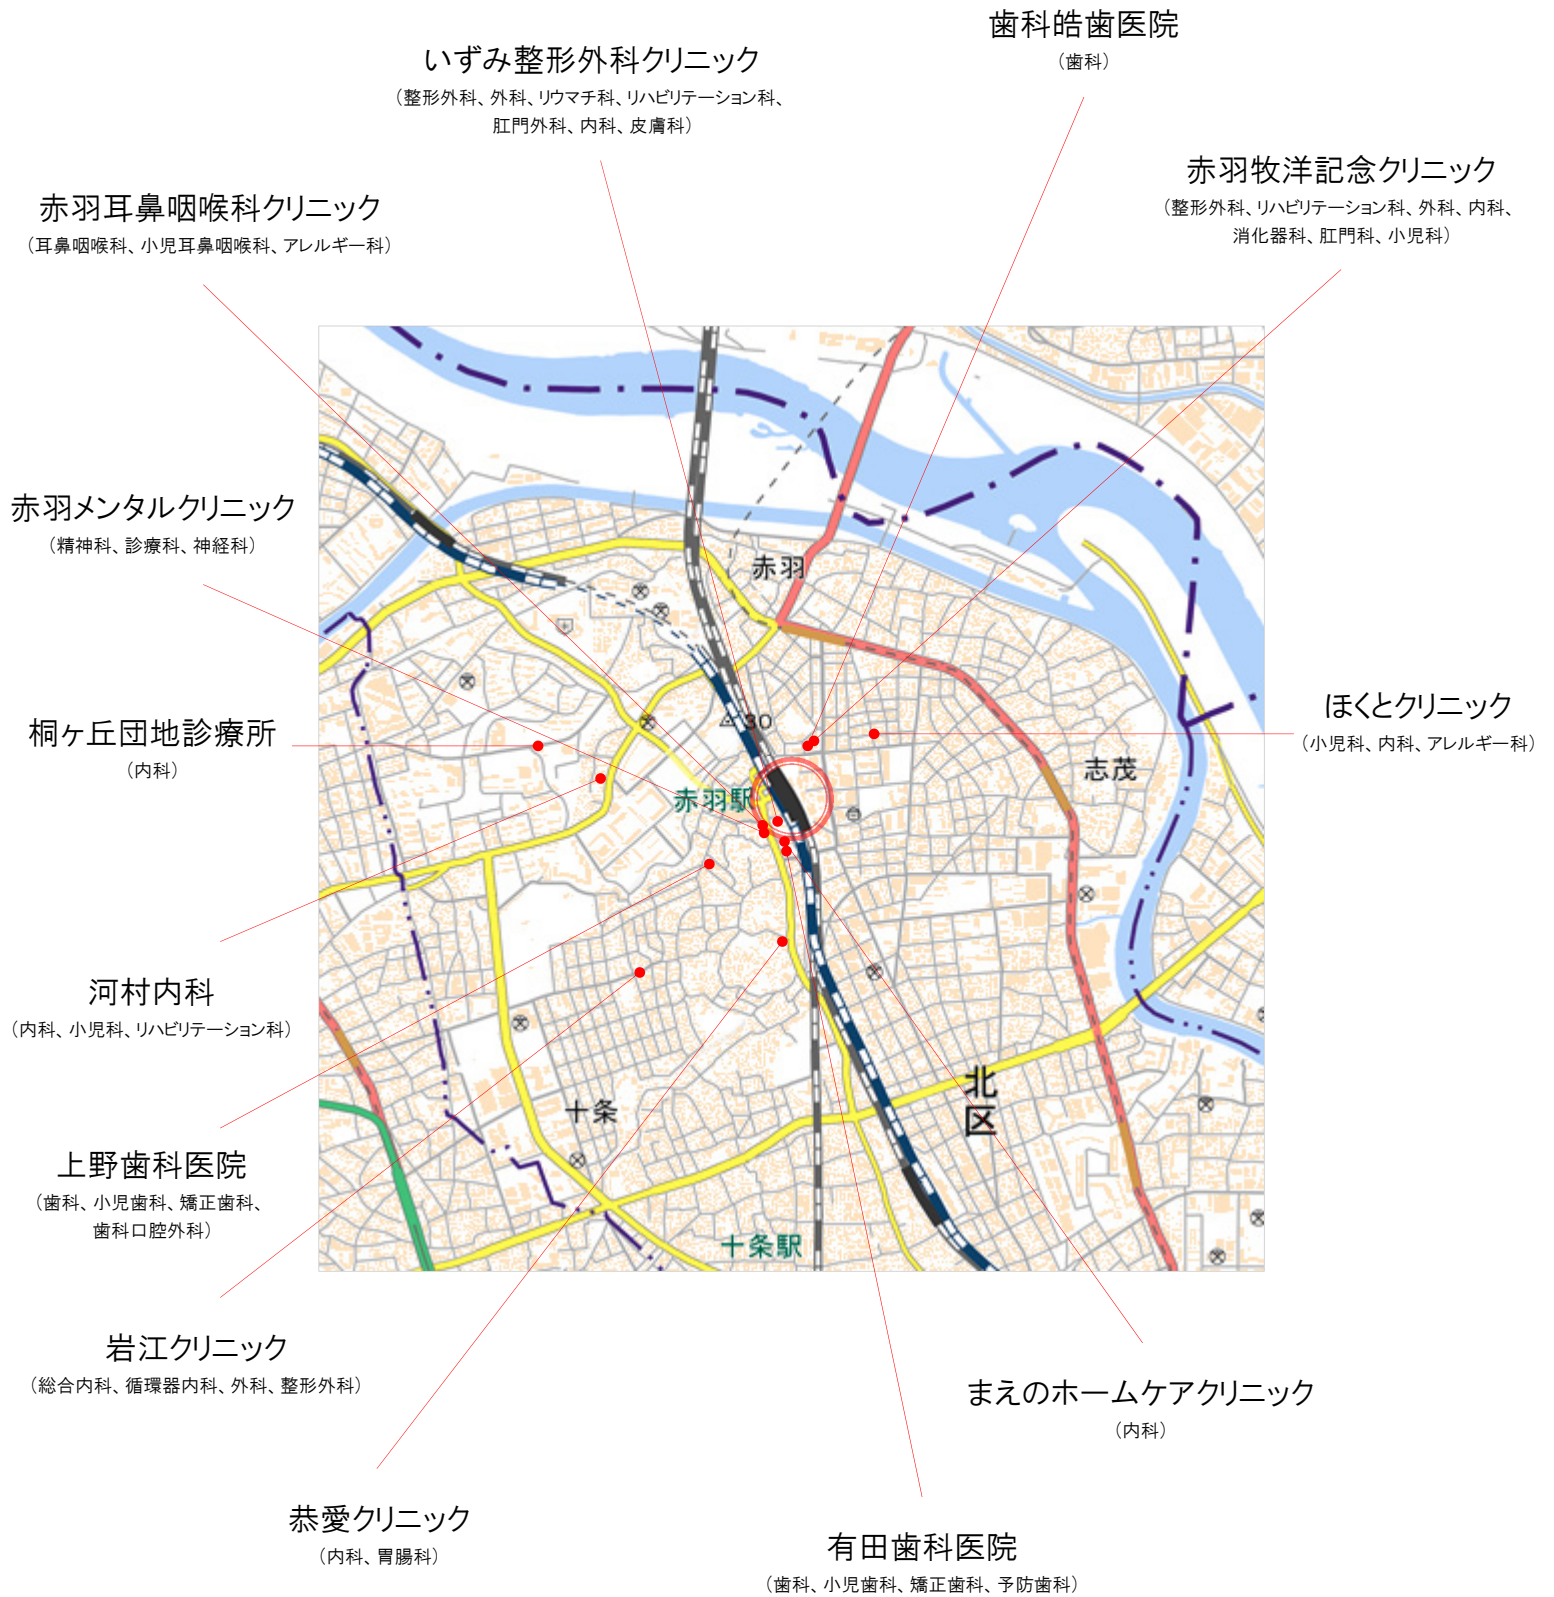 歯科皓歯医院
（歯科）
いずみ整形外科クリニック
（整形外科、外科、リウマチ科、リハビリテーション科、
肛門外科、内科、皮膚科）
赤羽牧洋記念クリニック
（整形外科、リハビリテーション科、外科、内科、
消化器科、肛門科、小児科）
赤羽耳鼻咽喉科クリニック
（耳鼻咽喉科、小児耳鼻咽喉科、アレルギー科）
赤羽メンタルクリニック
（精神科、診療科、神経科）
赤羽
ほくとクリニック
（小児科、内科、アレルギー科）
桐ヶ丘団地診療所
（内科）
30
志茂
赤羽駅
河村内科
（内科、小児科、リハビリテーション科）
北区
十条
上野歯科医院
（歯科、小児歯科、矯正歯科、
歯科口腔外科）
十条駅
岩江クリニック
（総合内科、循環器内科、外科、整形外科）
まえのホームケアクリニック
（内科）
恭愛クリニック
（内科、胃腸科）
有田歯科医院
（歯科、小児歯科、矯正歯科、予防歯科）